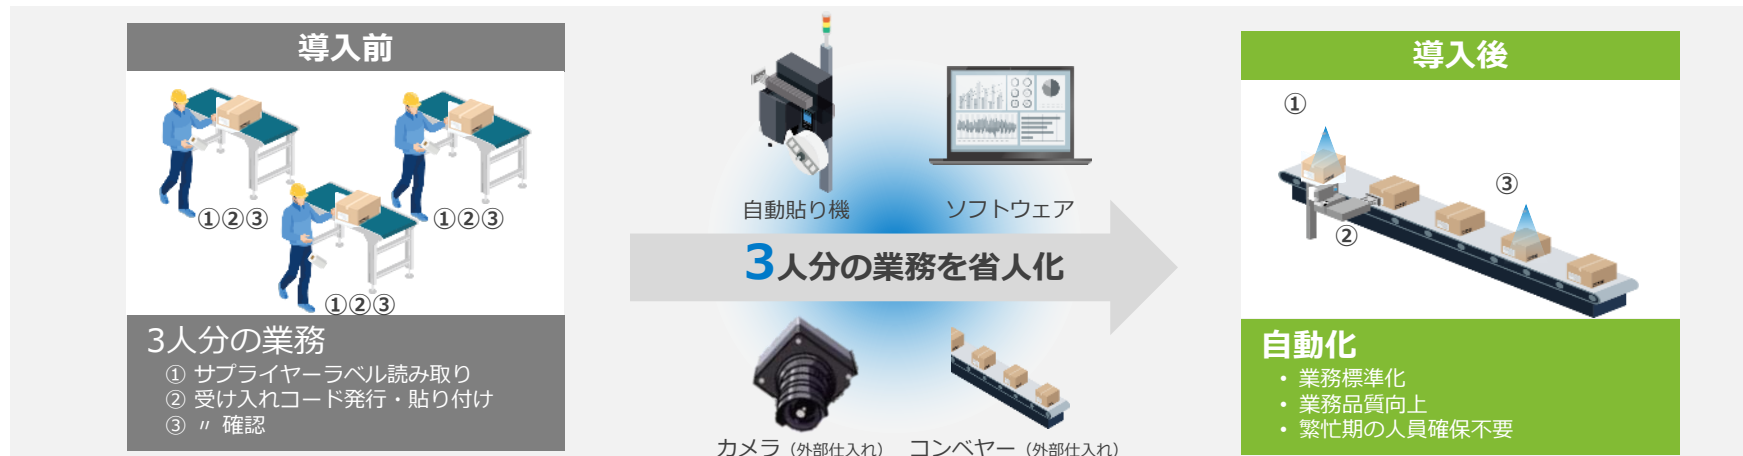 導入前
①②③
①②③
①②③
3人分の業務
① サプライヤーラベル読み取り
② 受け入れコード発行・貼り付け
③ 〃 確認
自動貼り機
ソフトウェア
3人分の業務を省人化
カメラ（外部仕入れ）
コンベヤー（外部仕入れ）
導入後
①
③
②
自動化
• 業務標準化
• 業務品質向上
• 繁忙期の人員確保不要